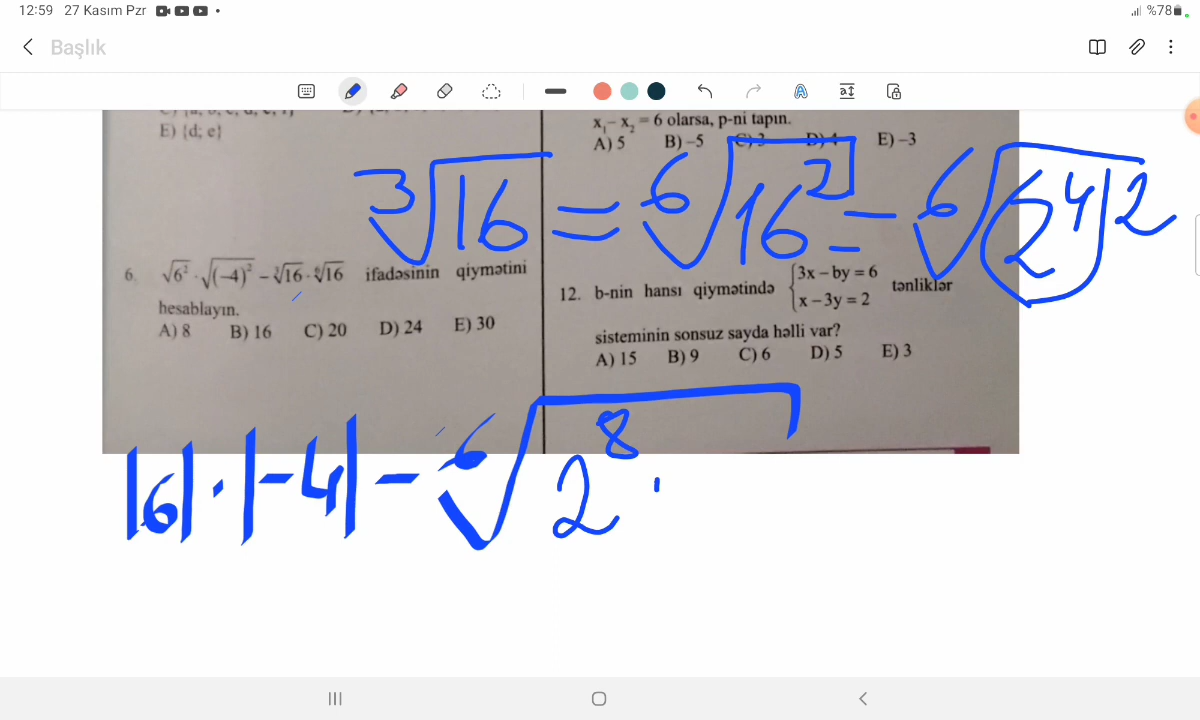 12:59 27 Kasım Pzr
%78
Başlık
E) {d; e}
x₁ – x₂ = 6 olarsa, p-ni tapın.
A) 5 B) –5 C) 3 D) 4 E) –3
∛16 = ⁶√16² = ⁶√(2⁴)2
6. √6² · √(–4)² – ∛16 · ⁶√16 ifadəsinin qiymətini
hesablayın.
A) 8 B) 16 C) 20 D) 24 E) 30
12. b-nin hansı qiymətində {3x – by = 6
x – 3y = 2 tənliklər
sisteminin sonsuz sayda həlli var?
A) 15 B) 9 C) 6 D) 5 E) 3
|6| · |–4| – ⁶√2⁸ ·